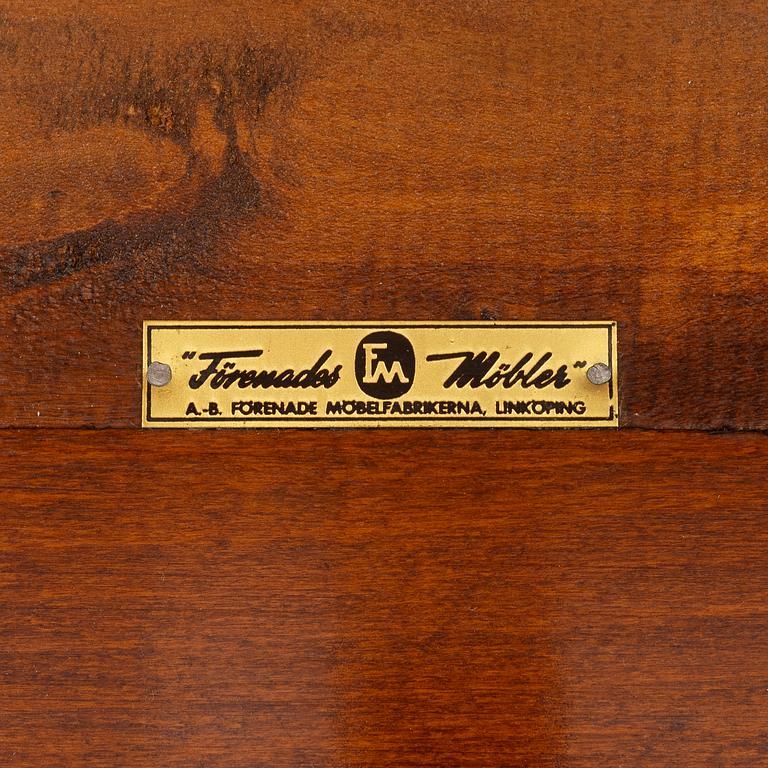 "Förenades FM Möbler"
A.-B. FÖRENADE MÖBELFABRIKERNA, LINKÖPING